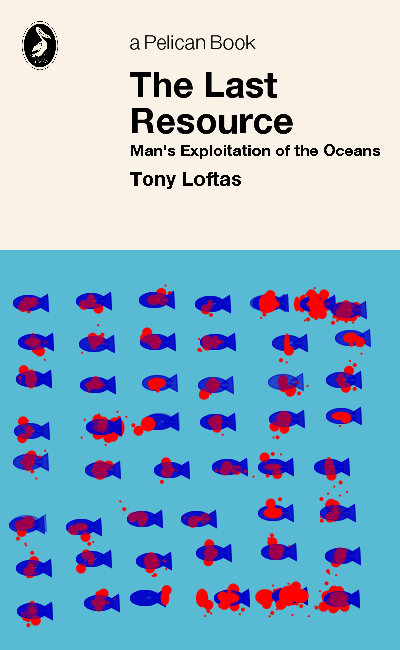 a Pelican Book
The Last
Resource
Man's Exploitation of the Oceans
Tony Loftas